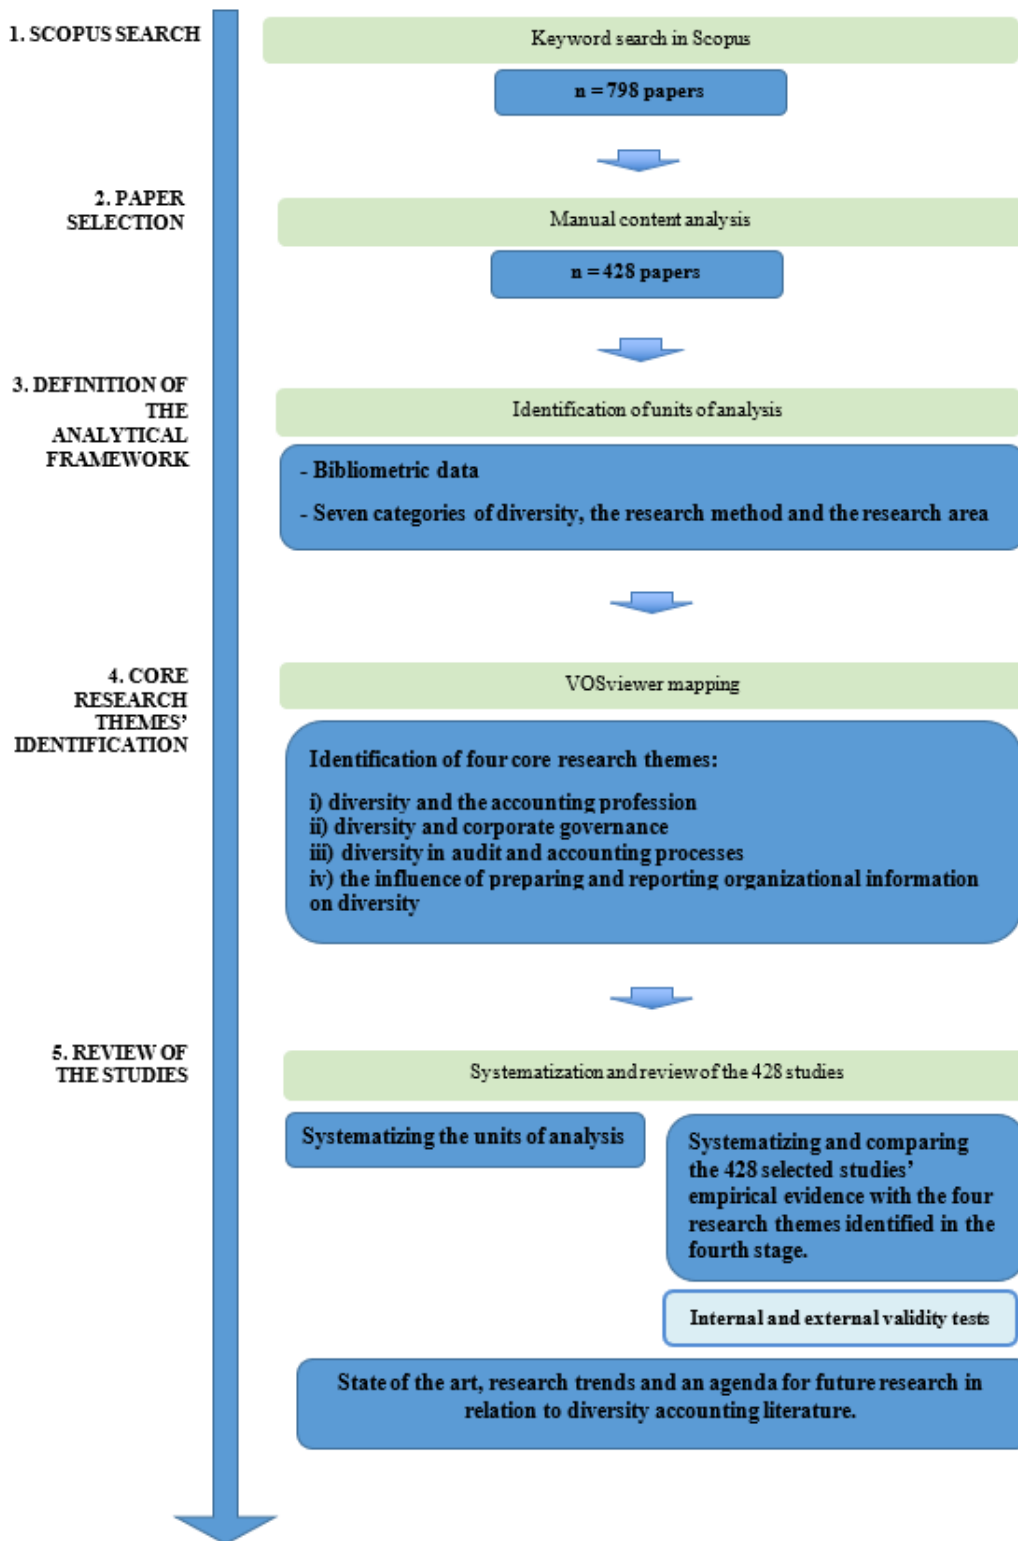 1. SCOPUS SEARCH
Keyword search in Scopus
n = 798 papers
2. PAPER
SELECTION
Manual content analysis
n = 428 papers
3. DEFINITION OF
THE
ANALYTICAL
FRAMEWORK
Identification of units of analysis
- Bibliometric data
- Seven categories of diversity, the research method and the research area
4. CORE
RESEARCH
THEMES’
IDENTIFICATION
VOSviewer mapping
Identification of four core research themes:
i) diversity and the accounting profession
ii) diversity and corporate governance
iii) diversity in audit and accounting processes
iv) the influence of preparing and reporting organizational information
on diversity
5. REVIEW OF
THE STUDIES
Systematization and review of the 428 studies
Systematizing the units of analysis
Systematizing and comparing
the 428 selected studies’
empirical evidence with the four
research themes identified in the
fourth stage.
Internal and external validity tests
State of the art, research trends and an agenda for future research in
relation to diversity accounting literature.